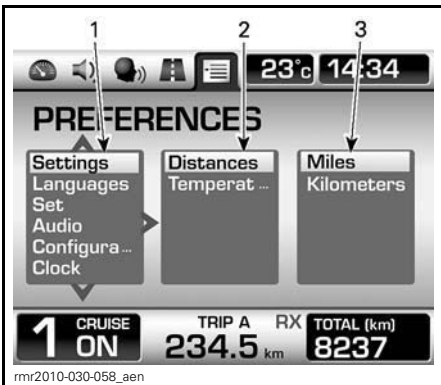 1 2 3
23°c 14:34
PREFERENCES
Settings Distances Miles
Languages Temperat ... Kilometers
Set
Audio
Configura ...
Clock
1 CRUISE ON TRIP A 234.5 km RX TOTAL (km) 8237
rmr2010-030-058_aen